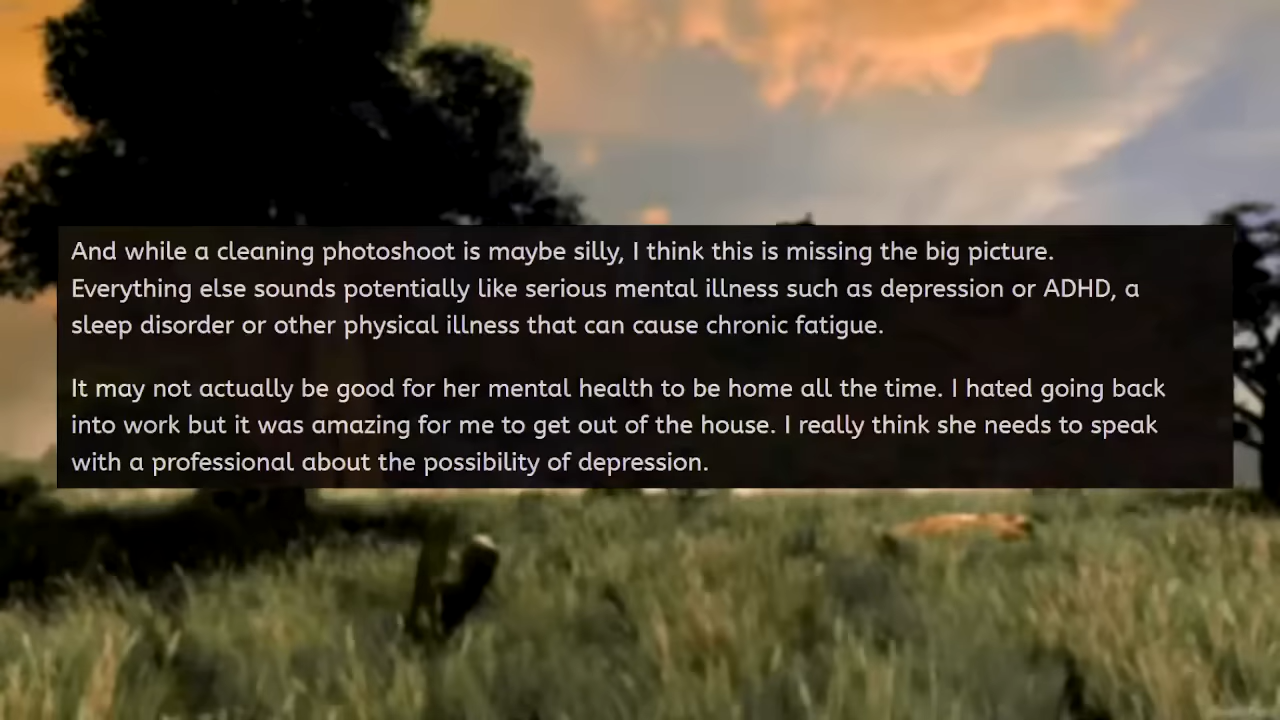 And while a cleaning photoshoot is maybe silly, I think this is missing the big picture.
Everything else sounds potentially like serious mental illness such as depression or ADHD, a
sleep disorder or other physical illness that can cause chronic fatigue.
It may not actually be good for her mental health to be home all the time. I hated going back
into work but it was amazing for me to get out of the house. I really think she needs to speak
with a professional about the possibility of depression.